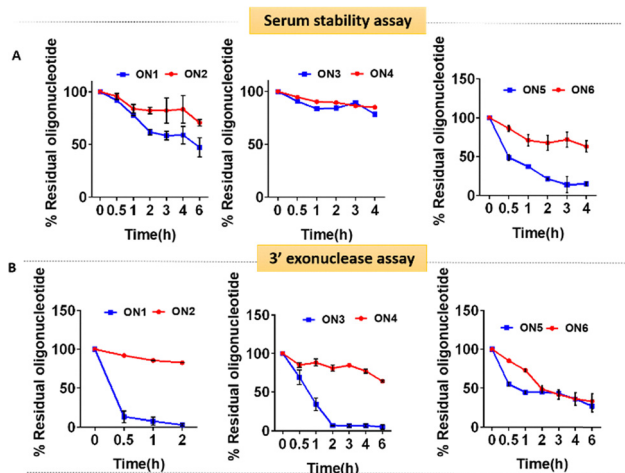 Serum stability assay
A
% Residual oligonucleotide
100
50
0
ON1 ON2
0 0.5 1 2 3 4 6
Time(h)
% Residual oligonucleotide
100
50
0
ON3 ON4
0 0.5 1 2 3 4
Time(h)
% Residual oligonucleotide
150
100
50
0
ON5 ON6
0 0.5 1 2 3 4
Time(h)
3’ exonuclease assay
B
% Residual oligonucleotide
150
100
50
0
ON1 ON2
0 0.5 1 2
Time(h)
% Residual oligonucleotide
150
100
50
0
ON3 ON4
0 0.5 1 2 3 4 6
Time(h)
% Residual oligonucleotide
150
100
50
0
ON5 ON6
0 0.5 1 2 3 4 6
Time(h)